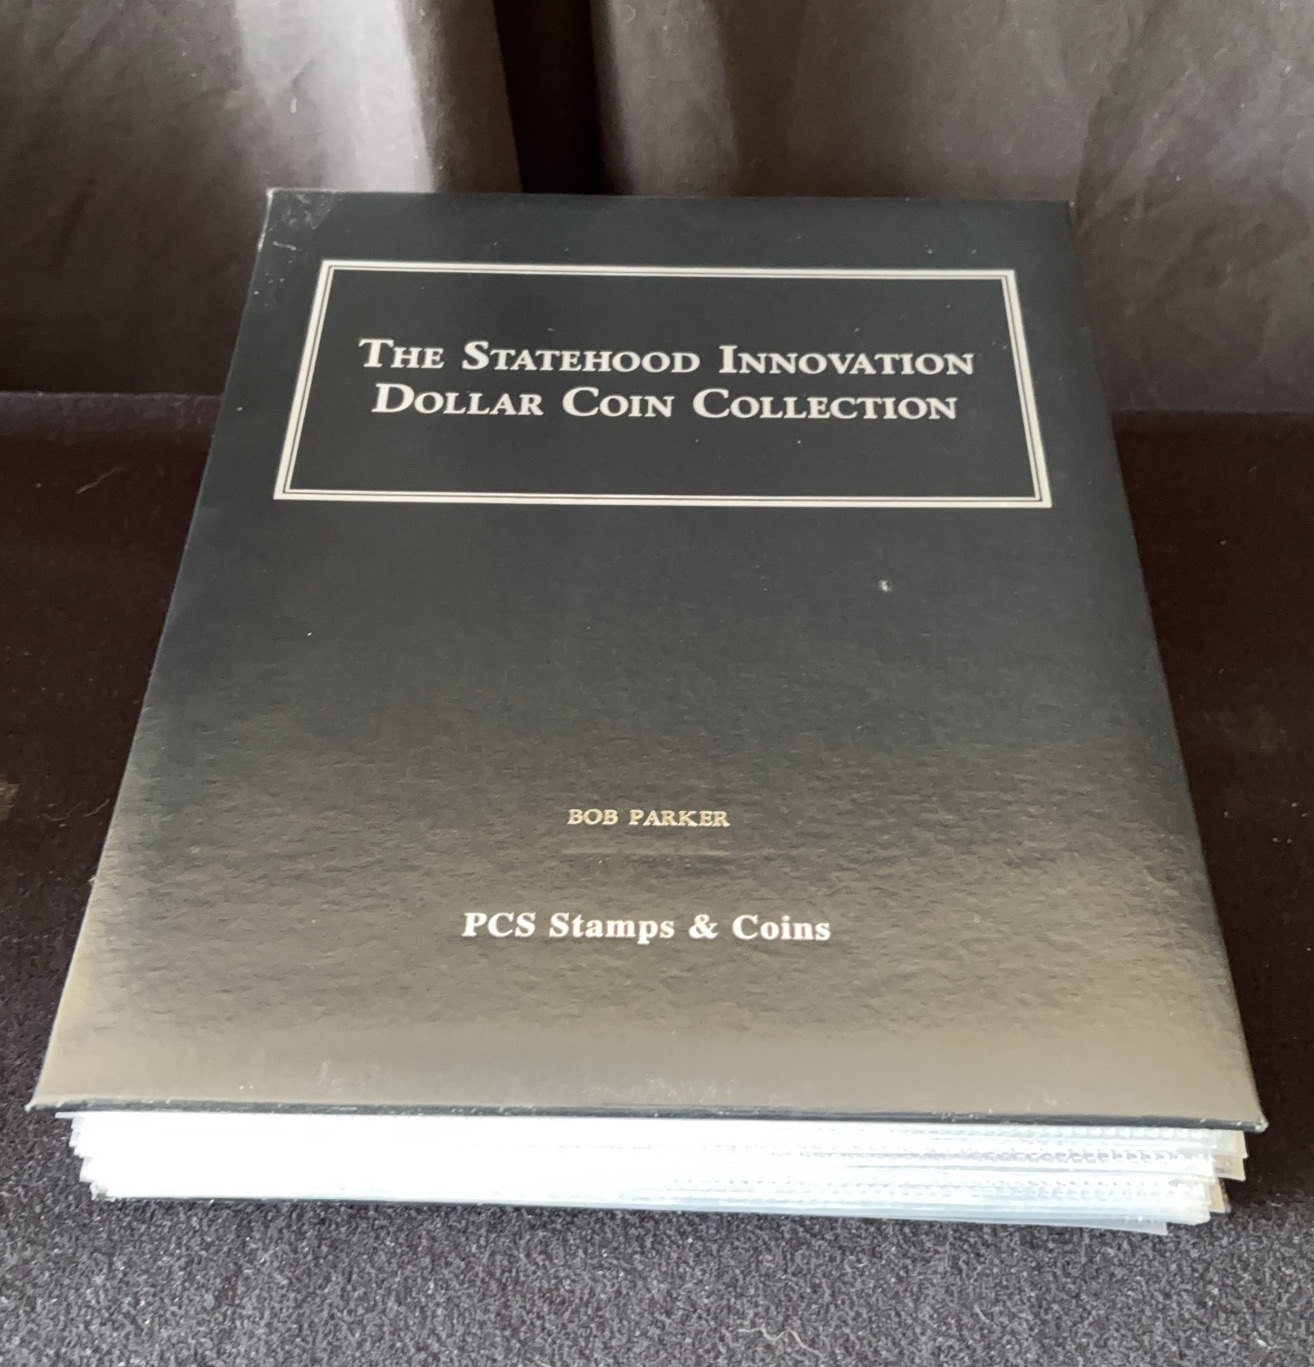 The Statehood Innovation
Dollar Coin Collection
BOB PARKER
PCS Stamps & Coins